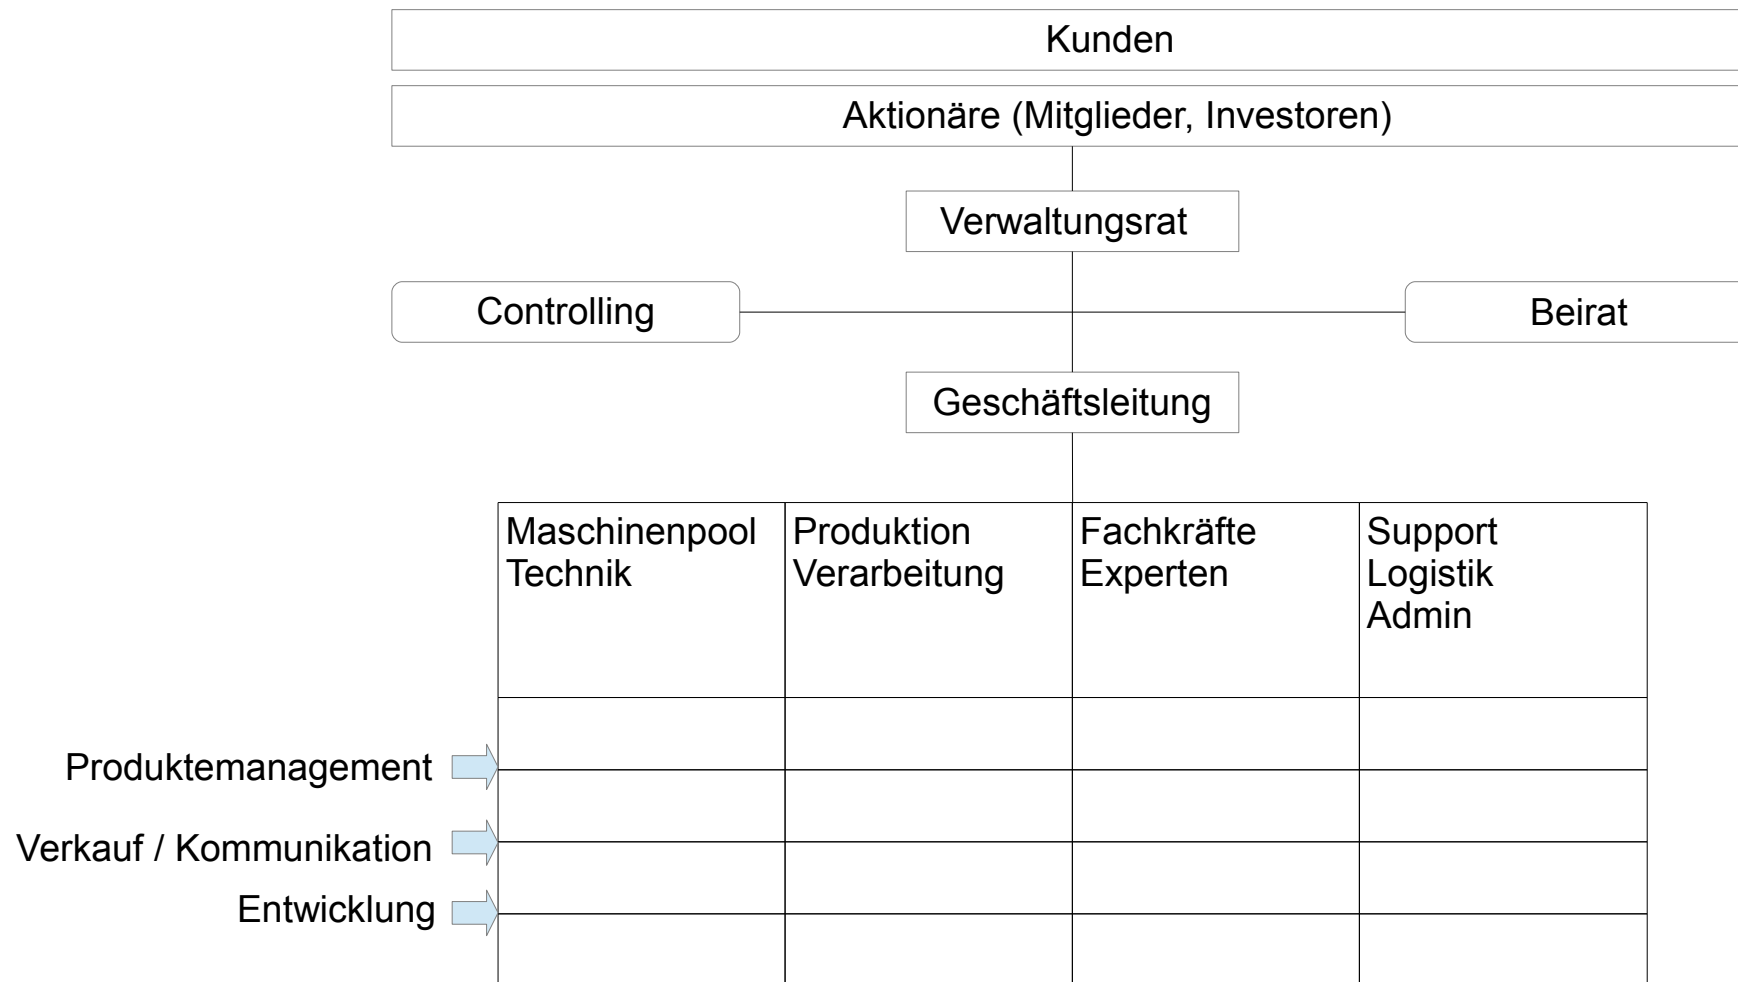 Kunden
Aktionäre (Mitglieder, Investoren)
Verwaltungsrat
Controlling
Beirat
Geschäftsleitung
Maschinenpool
Technik
Produktion
Verarbeitung
Fachkräfte
Experten
Support
Logistik
Admin
Produktemanagement
Verkauf / Kommunikation
Entwicklung